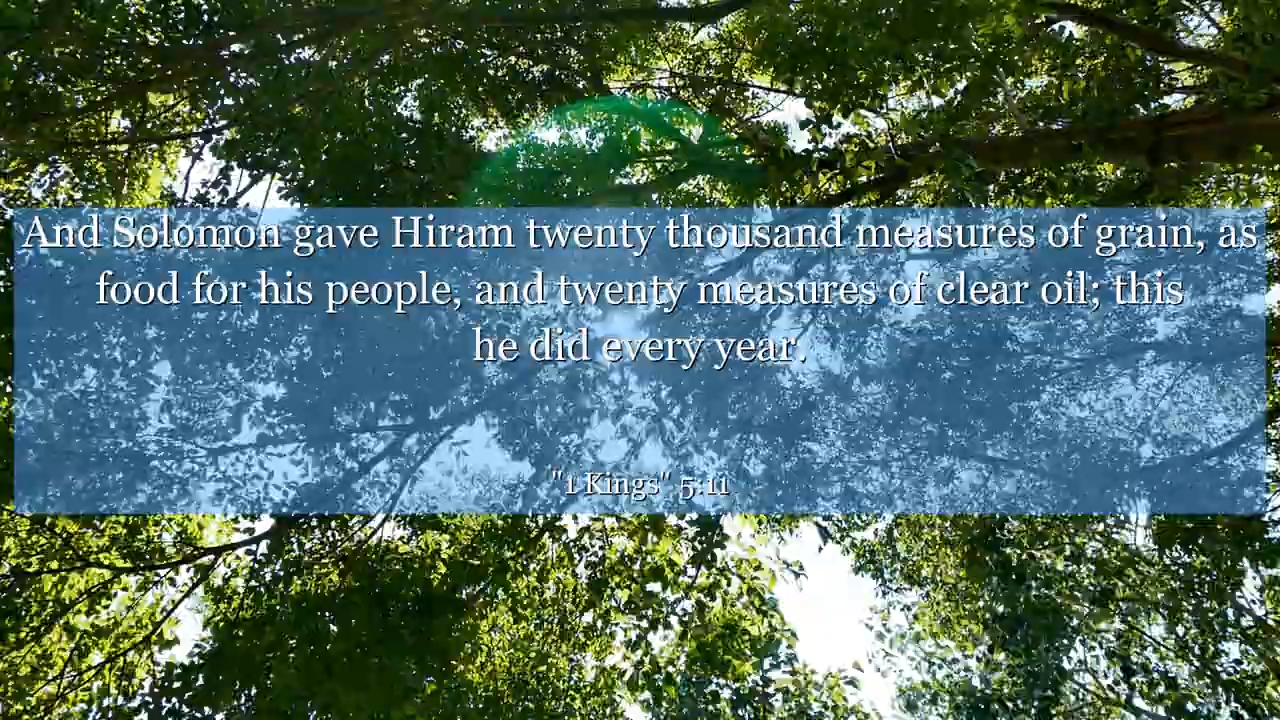 And Solomon gave Hiram twenty thousand measures of grain, as
food for his people, and twenty measures of clear oil; this
he did every year.
"1 Kings" 5:11